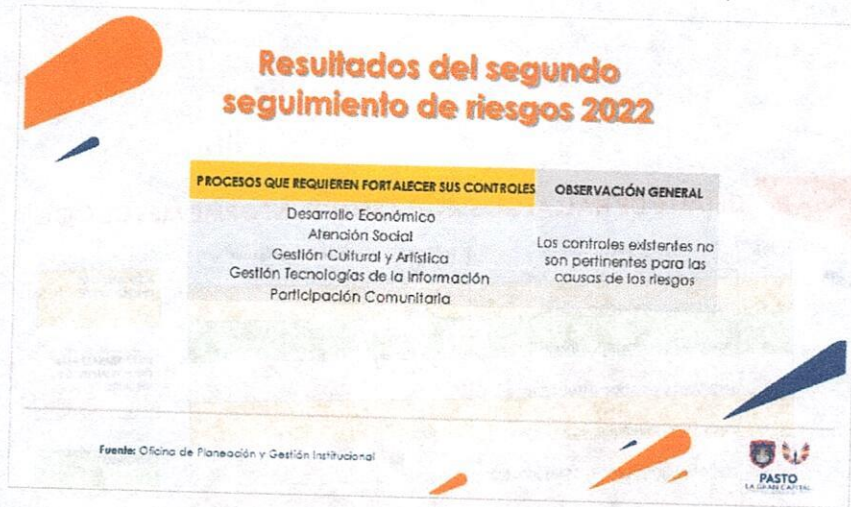 Resultados del segundo
seguimiento de riesgos 2022
PROCESOS QUE REQUIEREN FORTALECER SUS CONTROLES
OBSERVACIÓN GENERAL
Desarrollo Económico
Atención Social
Gestión Cultural y Artística
Gestión Tecnologías de la Información
Participación Comunitaria
Los controles existentes no
son pertinentes para las
causas de los riesgos
Fuente: Oficina de Planeación y Gestión Institucional
PASTO
LA GRAN CAPITAL